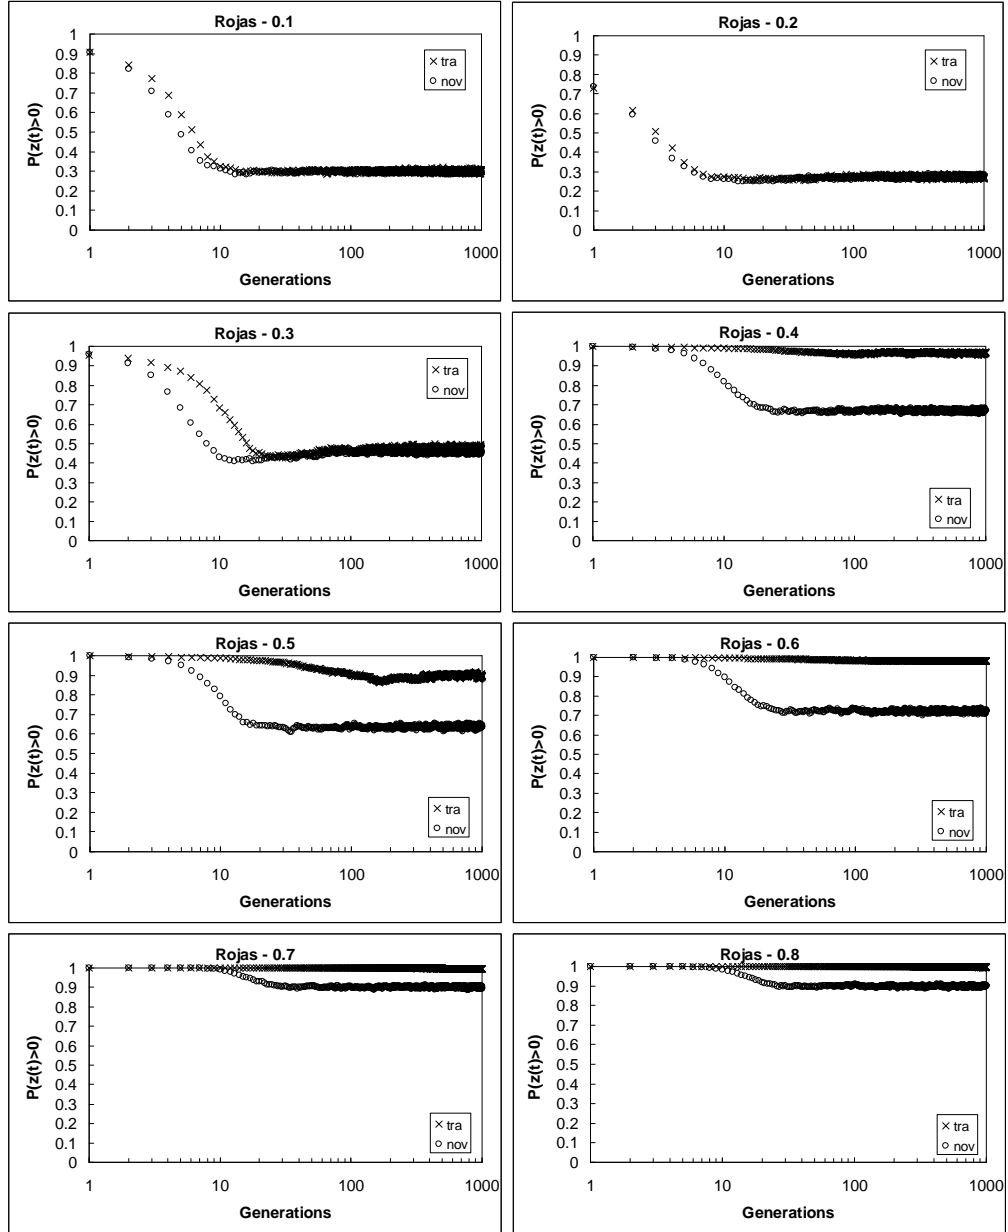 Rojas - 0.1
1
0.9
0.8
0.7
0.6
0.5
0.4
0.3
0.2
0.1
0
P(z(t)>0)
× tra
○ nov
1 10 100 1000
Generations
Rojas - 0.2
1
0.9
0.8
0.7
0.6
0.5
0.4
0.3
0.2
0.1
0
P(z(t)>0)
× tra
○ nov
1 10 100 1000
Generations
Rojas - 0.3
1
0.9
0.8
0.7
0.6
0.5
0.4
0.3
0.2
0.1
0
P(z(t)>0)
× tra
○ nov
1 10 100 1000
Generations
Rojas - 0.4
1
0.9
0.8
0.7
0.6
0.5
0.4
0.3
0.2
0.1
0
P(z(t)>0)
× tra
○ nov
1 10 100 1000
Generations
Rojas - 0.5
1
0.9
0.8
0.7
0.6
0.5
0.4
0.3
0.2
0.1
0
P(z(t)>0)
× tra
○ nov
1 10 100 1000
Generations
Rojas - 0.6
1
0.9
0.8
0.7
0.6
0.5
0.4
0.3
0.2
0.1
0
P(z(t)>0)
× tra
○ nov
1 10 100 1000
Generations
Rojas - 0.7
1
0.9
0.8
0.7
0.6
0.5
0.4
0.3
0.2
0.1
0
P(z(t)>0)
× tra
○ nov
1 10 100 1000
Generations
Rojas - 0.8
1
0.9
0.8
0.7
0.6
0.5
0.4
0.3
0.2
0.1
0
P(z(t)>0)
× tra
○ nov
1 10 100 1000
Generations